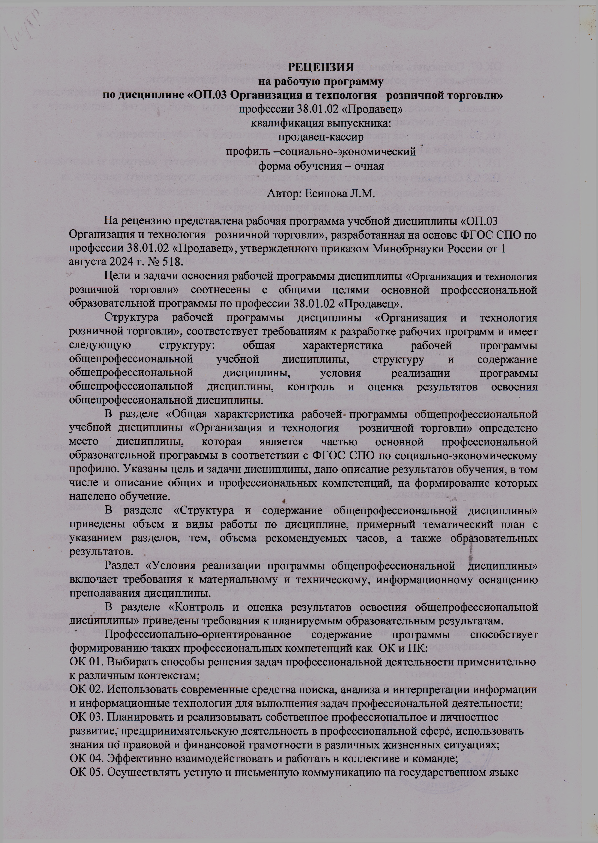 РЕЦЕНЗИЯ
на рабочую программу
по дисциплине «ОП.03 Организация и технология розничной торговли»
профессии 38.01.02 «Продавец»
квалификация выпускника:
продавец-кассир
профиль –социально-экономический
форма обучения – очная
Автор: Есипова Л.М.
На рецензию представлена рабочая программа учебной дисциплины «ОП.03
Организация и технология розничной торговли», разработанная на основе ФГОС СПО по
профессии 38.01.02 «Продавец», утвержденного приказом Минобрнауки России от 1
августа 2024 г. № 518.
Цели и задачи освоения рабочей программы дисциплины «Организация и технология
розничной торговли» соотнесены с общими целями основной профессиональной
образовательной программы по профессии 38.01.02 «Продавец».
Структура рабочей программы дисциплины «Организация и технология
розничной торговли», соответствует требованиям к разработке рабочих программ и имеет
следующую структуру: общая характеристика рабочей программы
общепрофессиональной учебной дисциплины, структуру и содержание
общепрофессиональной дисциплины, условия реализации программы
общепрофессиональной дисциплины, контроль и оценка результатов освоения
общепрофессиональной дисциплины.
В разделе «Общая характеристика рабочей программы общепрофессиональной
учебной дисциплины «Организация и технология розничной торговли» определено
место дисциплины, которая является частью основной профессиональной
образовательной программы в соответствии с ФГОС СПО по социально-экономическому
профилю. Указаны цель и задачи дисциплины, дано описание результатов обучения, в том
числе и описание общих и профессиональных компетенций, на формирование которых
нацелено обучение.
В разделе «Структура и содержание общепрофессиональной дисциплины»
приведены объем и виды работы по дисциплине, примерный тематический план с
указанием разделов, тем, объема рекомендуемых часов, а также образовательных
результатов.
Раздел «Условия реализации программы общепрофессиональной дисциплины»
включает требования к материальному и техническому, информационному оснащению
преподавания дисциплины.
В разделе «Контроль и оценка результатов освоения общепрофессиональной
дисциплины» приведены требования к планируемым образовательным результатам.
Профессионально-ориентированное содержание программы способствует
формированию таких профессиональных компетенций как ОК и ПК:
ОК 01. Выбирать способы решения задач профессиональной деятельности применительно
к различным контекстам;
ОК 02. Использовать современные средства поиска, анализа и интерпретации информации
и информационные технологии для выполнения задач профессиональной деятельности;
ОК 03. Планировать и реализовывать собственное профессиональное и личностное
развитие, предпринимательскую деятельность в профессиональной сфере, использовать
знания по правовой и финансовой грамотности в различных жизненных ситуациях;
ОК 04. Эффективно взаимодействовать и работать в коллективе и команде;
ОК 05. Осуществлять устную и письменную коммуникацию на государственном языке